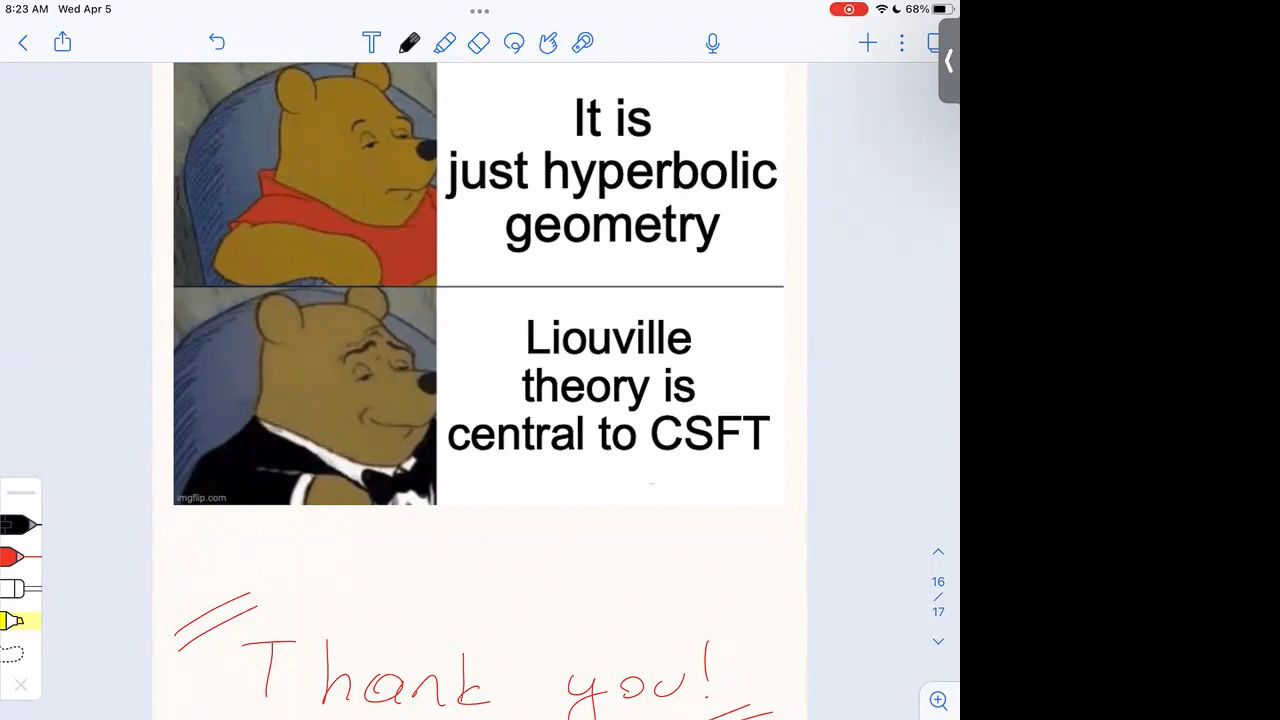 8:23 AM Wed Apr 5
68%
T
It is
just hyperbolic
geometry
Liouville
theory is
central to CSFT
imgflip.com
16
/
17
Thank you!